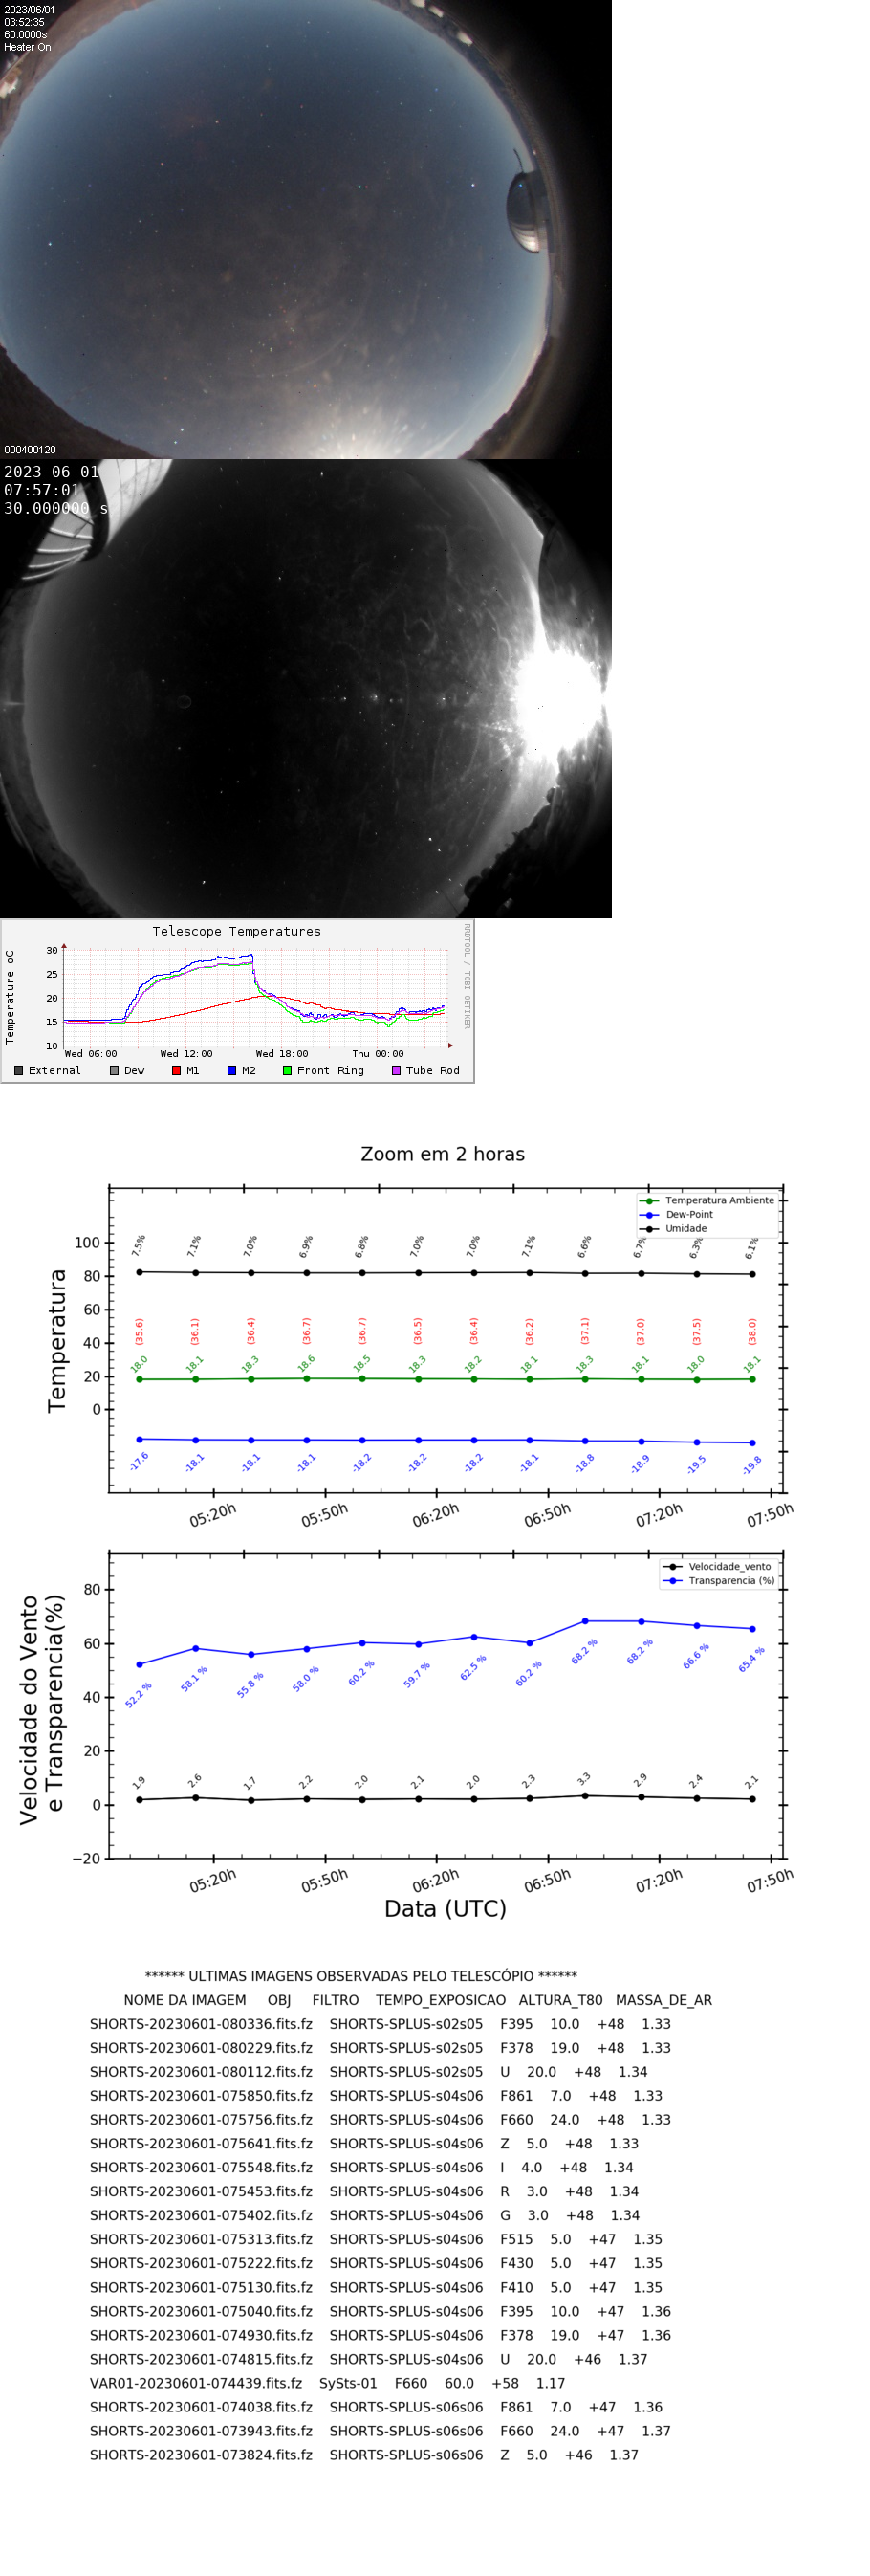 2023/06/01
03:52:35
60.0000s
Heater On
000400120
2023-06-01
07:57:01
30.000000 s
Telescope Temperatures
RRDTOOL / TOBI OETIKER
Temperature oC
30
25
20
15
10
Wed 06:00 Wed 12:00 Wed 18:00 Thu 00:00
External Dew M1 M2 Front Ring Tube Rod
Zoom em 2 horas
Temperatura Ambiente
Dew-Point
Umidade
Temperatura
100
80
60
40
20
0
7.5% 7.1% 7.0% 6.9% 6.8% 7.0% 7.0% 7.1% 6.6% 6.7% 6.3% 6.1%
(35.6) (36.1) (36.4) (36.7) (36.7) (36.5) (36.4) (36.2) (37.1) (37.0) (37.5) (38.0)
18.0 18.1 18.3 18.6 18.5 18.3 18.2 18.1 18.3 18.1 18.0 18.1
-17.6 -18.1 -18.1 -18.1 -18.2 -18.2 -18.2 -18.1 -18.8 -18.9 -19.5 -19.8
05:20h 05:50h 06:20h 06:50h 07:20h 07:50h
Velocidade_vento
Transparencia (%)
Velocidade do Vento
e Transparencia(%)
80
60
40
20
0
−20
52.2 % 58.1 % 55.8 % 58.0 % 60.2 % 59.7 % 62.5 % 60.2 % 68.2 % 68.2 % 66.6 % 65.4 %
1.9 2.6 1.7 2.2 2.0 2.1 2.0 2.3 3.3 2.9 2.4 2.1
05:20h 05:50h 06:20h 06:50h 07:20h 07:50h
Data (UTC)
****** ULTIMAS IMAGENS OBSERVADAS PELO TELESCÓPIO ******
NOME DA IMAGEM OBJ FILTRO TEMPO_EXPOSICAO ALTURA_T80 MASSA_DE_AR
SHORTS-20230601-080336.fits.fz SHORTS-SPLUS-s02s05 F395 10.0 +48 1.33
SHORTS-20230601-080229.fits.fz SHORTS-SPLUS-s02s05 F378 19.0 +48 1.33
SHORTS-20230601-080112.fits.fz SHORTS-SPLUS-s02s05 U 20.0 +48 1.34
SHORTS-20230601-075850.fits.fz SHORTS-SPLUS-s04s06 F861 7.0 +48 1.33
SHORTS-20230601-075756.fits.fz SHORTS-SPLUS-s04s06 F660 24.0 +48 1.33
SHORTS-20230601-075641.fits.fz SHORTS-SPLUS-s04s06 Z 5.0 +48 1.33
SHORTS-20230601-075548.fits.fz SHORTS-SPLUS-s04s06 I 4.0 +48 1.34
SHORTS-20230601-075453.fits.fz SHORTS-SPLUS-s04s06 R 3.0 +48 1.34
SHORTS-20230601-075402.fits.fz SHORTS-SPLUS-s04s06 G 3.0 +48 1.34
SHORTS-20230601-075313.fits.fz SHORTS-SPLUS-s04s06 F515 5.0 +47 1.35
SHORTS-20230601-075222.fits.fz SHORTS-SPLUS-s04s06 F430 5.0 +47 1.35
SHORTS-20230601-075130.fits.fz SHORTS-SPLUS-s04s06 F410 5.0 +47 1.35
SHORTS-20230601-075040.fits.fz SHORTS-SPLUS-s04s06 F395 10.0 +47 1.36
SHORTS-20230601-074930.fits.fz SHORTS-SPLUS-s04s06 F378 19.0 +47 1.36
SHORTS-20230601-074815.fits.fz SHORTS-SPLUS-s04s06 U 20.0 +46 1.37
VAR01-20230601-074439.fits.fz SySts-01 F660 60.0 +58 1.17
SHORTS-20230601-074038.fits.fz SHORTS-SPLUS-s06s06 F861 7.0 +47 1.36
SHORTS-20230601-073943.fits.fz SHORTS-SPLUS-s06s06 F660 24.0 +47 1.37
SHORTS-20230601-073824.fits.fz SHORTS-SPLUS-s06s06 Z 5.0 +46 1.37